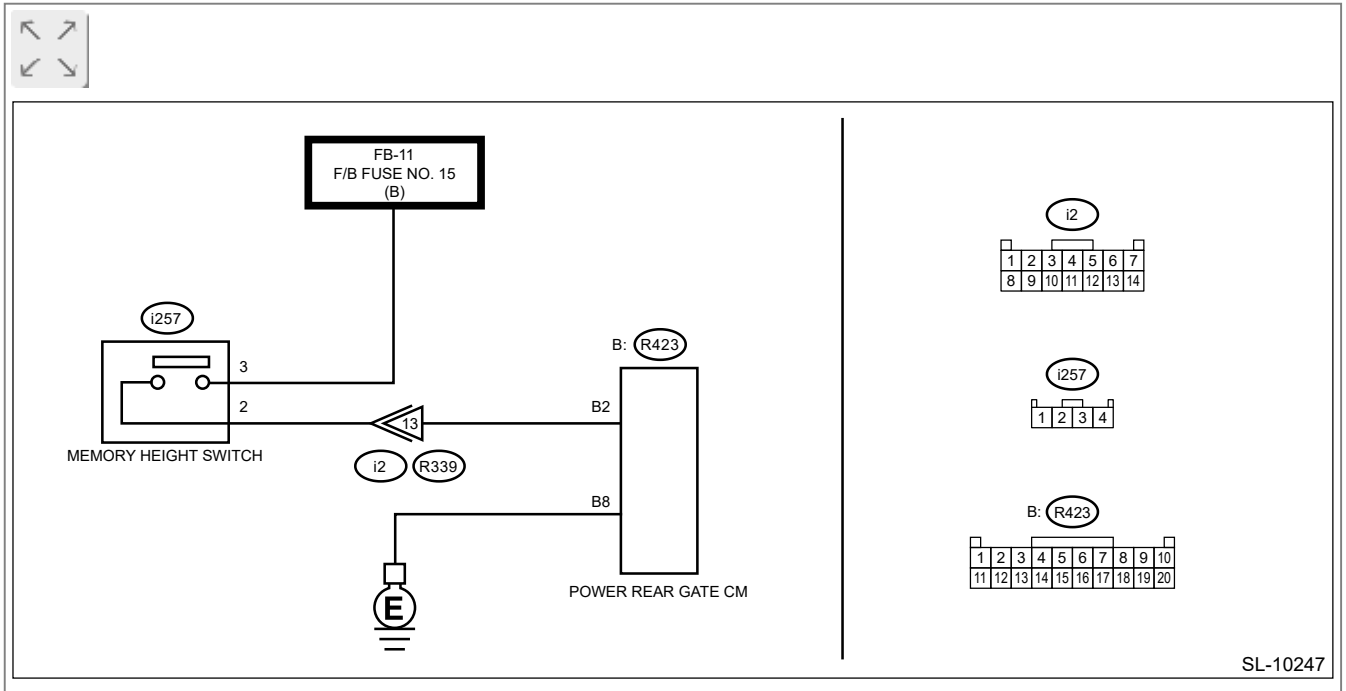 FB-11
F/B FUSE NO. 15
(B)
i257
3
2
MEMORY HEIGHT SWITCH
13
i2 R339
B: R423
B2
B8
POWER REAR GATE CM
E
i2
1 2 3 4 5 6 7
8 9 10 11 12 13 14
i257
1 2 3 4
B: R423
1 2 3 4 5 6 7 8 9 10
11 12 13 14 15 16 17 18 19 20
SL-10247